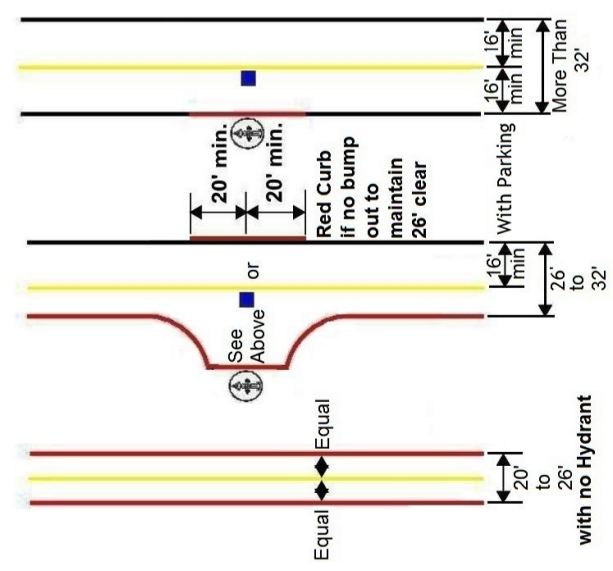 16'
min
16'
min
More Than
32'
20' min.
20' min.
Red Curb
if no bump
out to
maintain
26' clear
With Parking
or
16'
min
26'
to
32'
See
Above
Equal
Equal
20'
to
26'
with no Hydrant